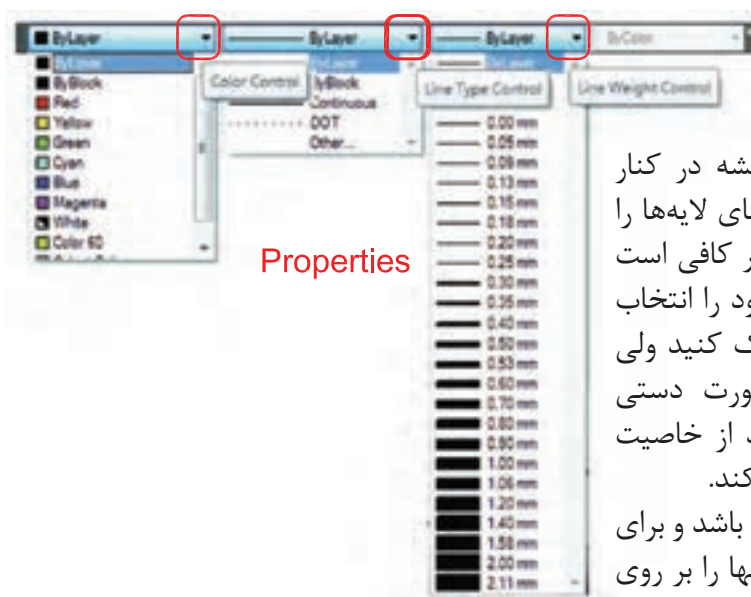 ByLayer
ByLayer
ByLayer
ByColor
ByLayer
ByBlock
Red
Yellow
Green
Cyan
Blue
Magenta
White
Color 60
Color Control
ByLayer
ByBlock
Continuous
DOT
Other...
Line Type Control
Line Weight Control
ByLayer
0.00 mm
0.05 mm
0.09 mm
0.13 mm
0.15 mm
0.18 mm
0.20 mm
0.25 mm
0.30 mm
0.35 mm
0.40 mm
0.50 mm
0.53 mm
0.60 mm
0.70 mm
0.80 mm
0.90 mm
1.00 mm
1.06 mm
1.20 mm
1.40 mm
1.58 mm
2.00 mm
2.11 mm
Properties
در کنار
لایه‌ها را
کافی است
را انتخاب
کنید ولی
دستی
از خاصیت
کند.
باشد و برای
را بر روی